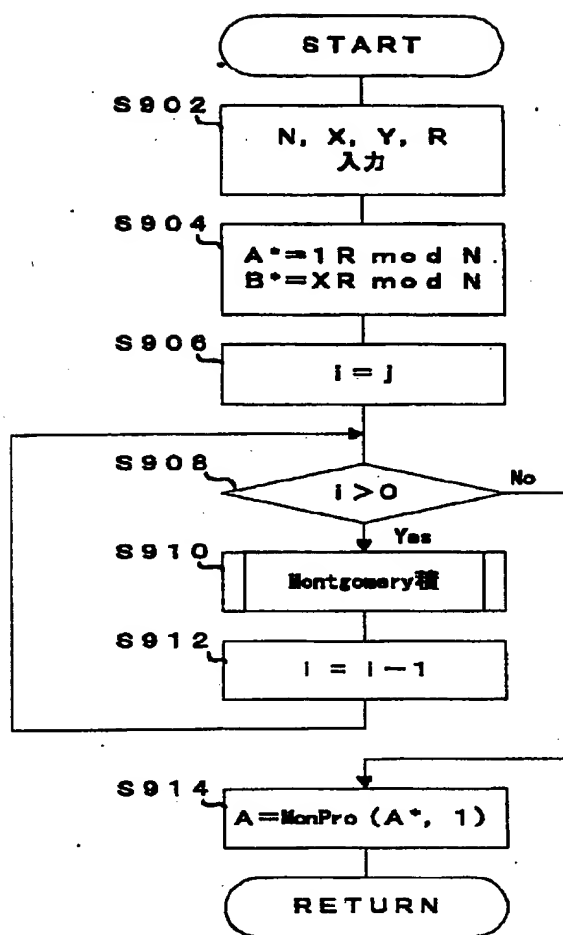 START
S902
N, X, Y, R
入力
S904
A*=1R mod N
B*=XR mod N
S906
i=j
S908
i>0
No
Yes
S910
Montgomery積
S912
i=i-1
S914
A=MonPro(A*, 1)
RETURN